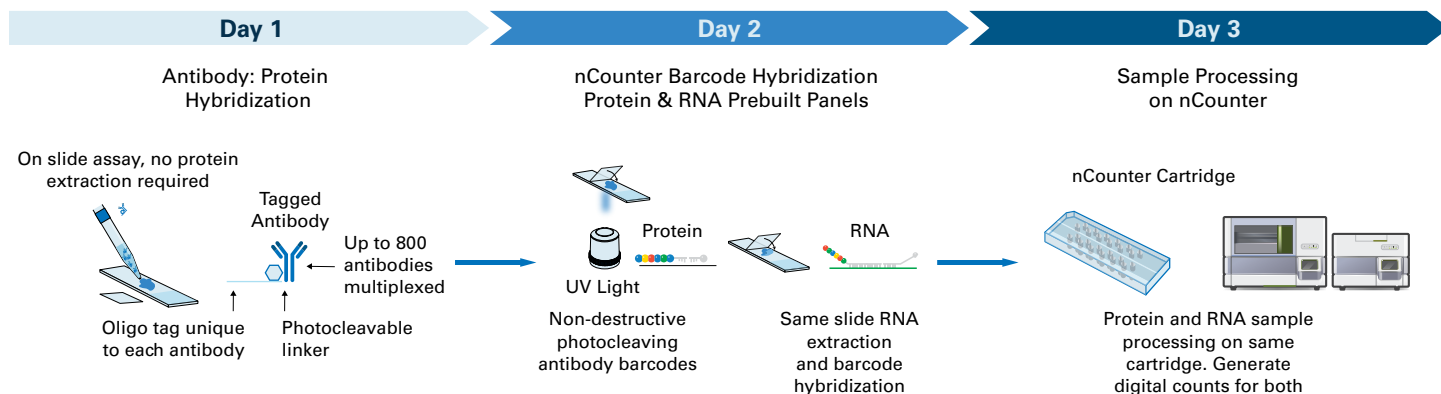 Day 1
Day 2
Day 3
Antibody: Protein
Hybridization
nCounter Barcode Hybridization
Protein & RNA Prebuilt Panels
Sample Processing
on nCounter
On slide assay, no protein
extraction required
Tagged
Antibody
Up to 800
antibodies
multiplexed
Oligo tag unique
to each antibody
Photocleavable
linker
Protein
UV Light
Non-destructive
photocleaving
antibody barcodes
RNA
Same slide RNA
extraction
and barcode
hybridization
nCounter Cartridge
Protein and RNA sample
processing on same
cartridge. Generate
digital counts for both